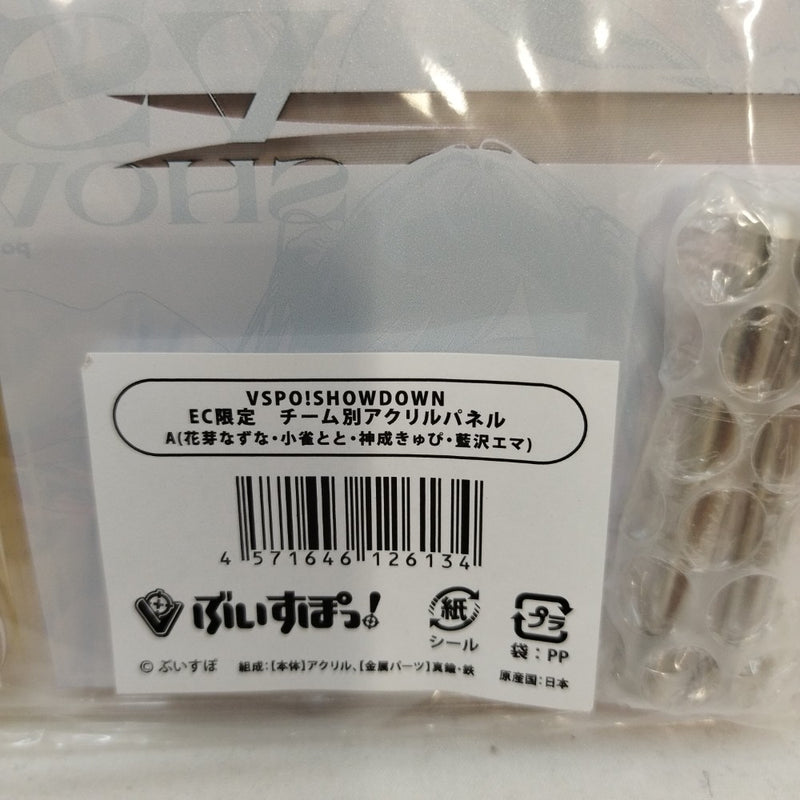 VS
SHOW
VSPO!SHOWDOWN
EC限定　チーム別アクリルパネル
A(花芽なずな・小雀とと・神成きゅぴ・藍沢エマ)
4 571646 126134
ぶいすぽっ!
紙
シール
プラ
袋：PP
© ぶいすぽ
組成：【本体】アクリル、【金属パーツ】真鍮・鉄
原産国：日本